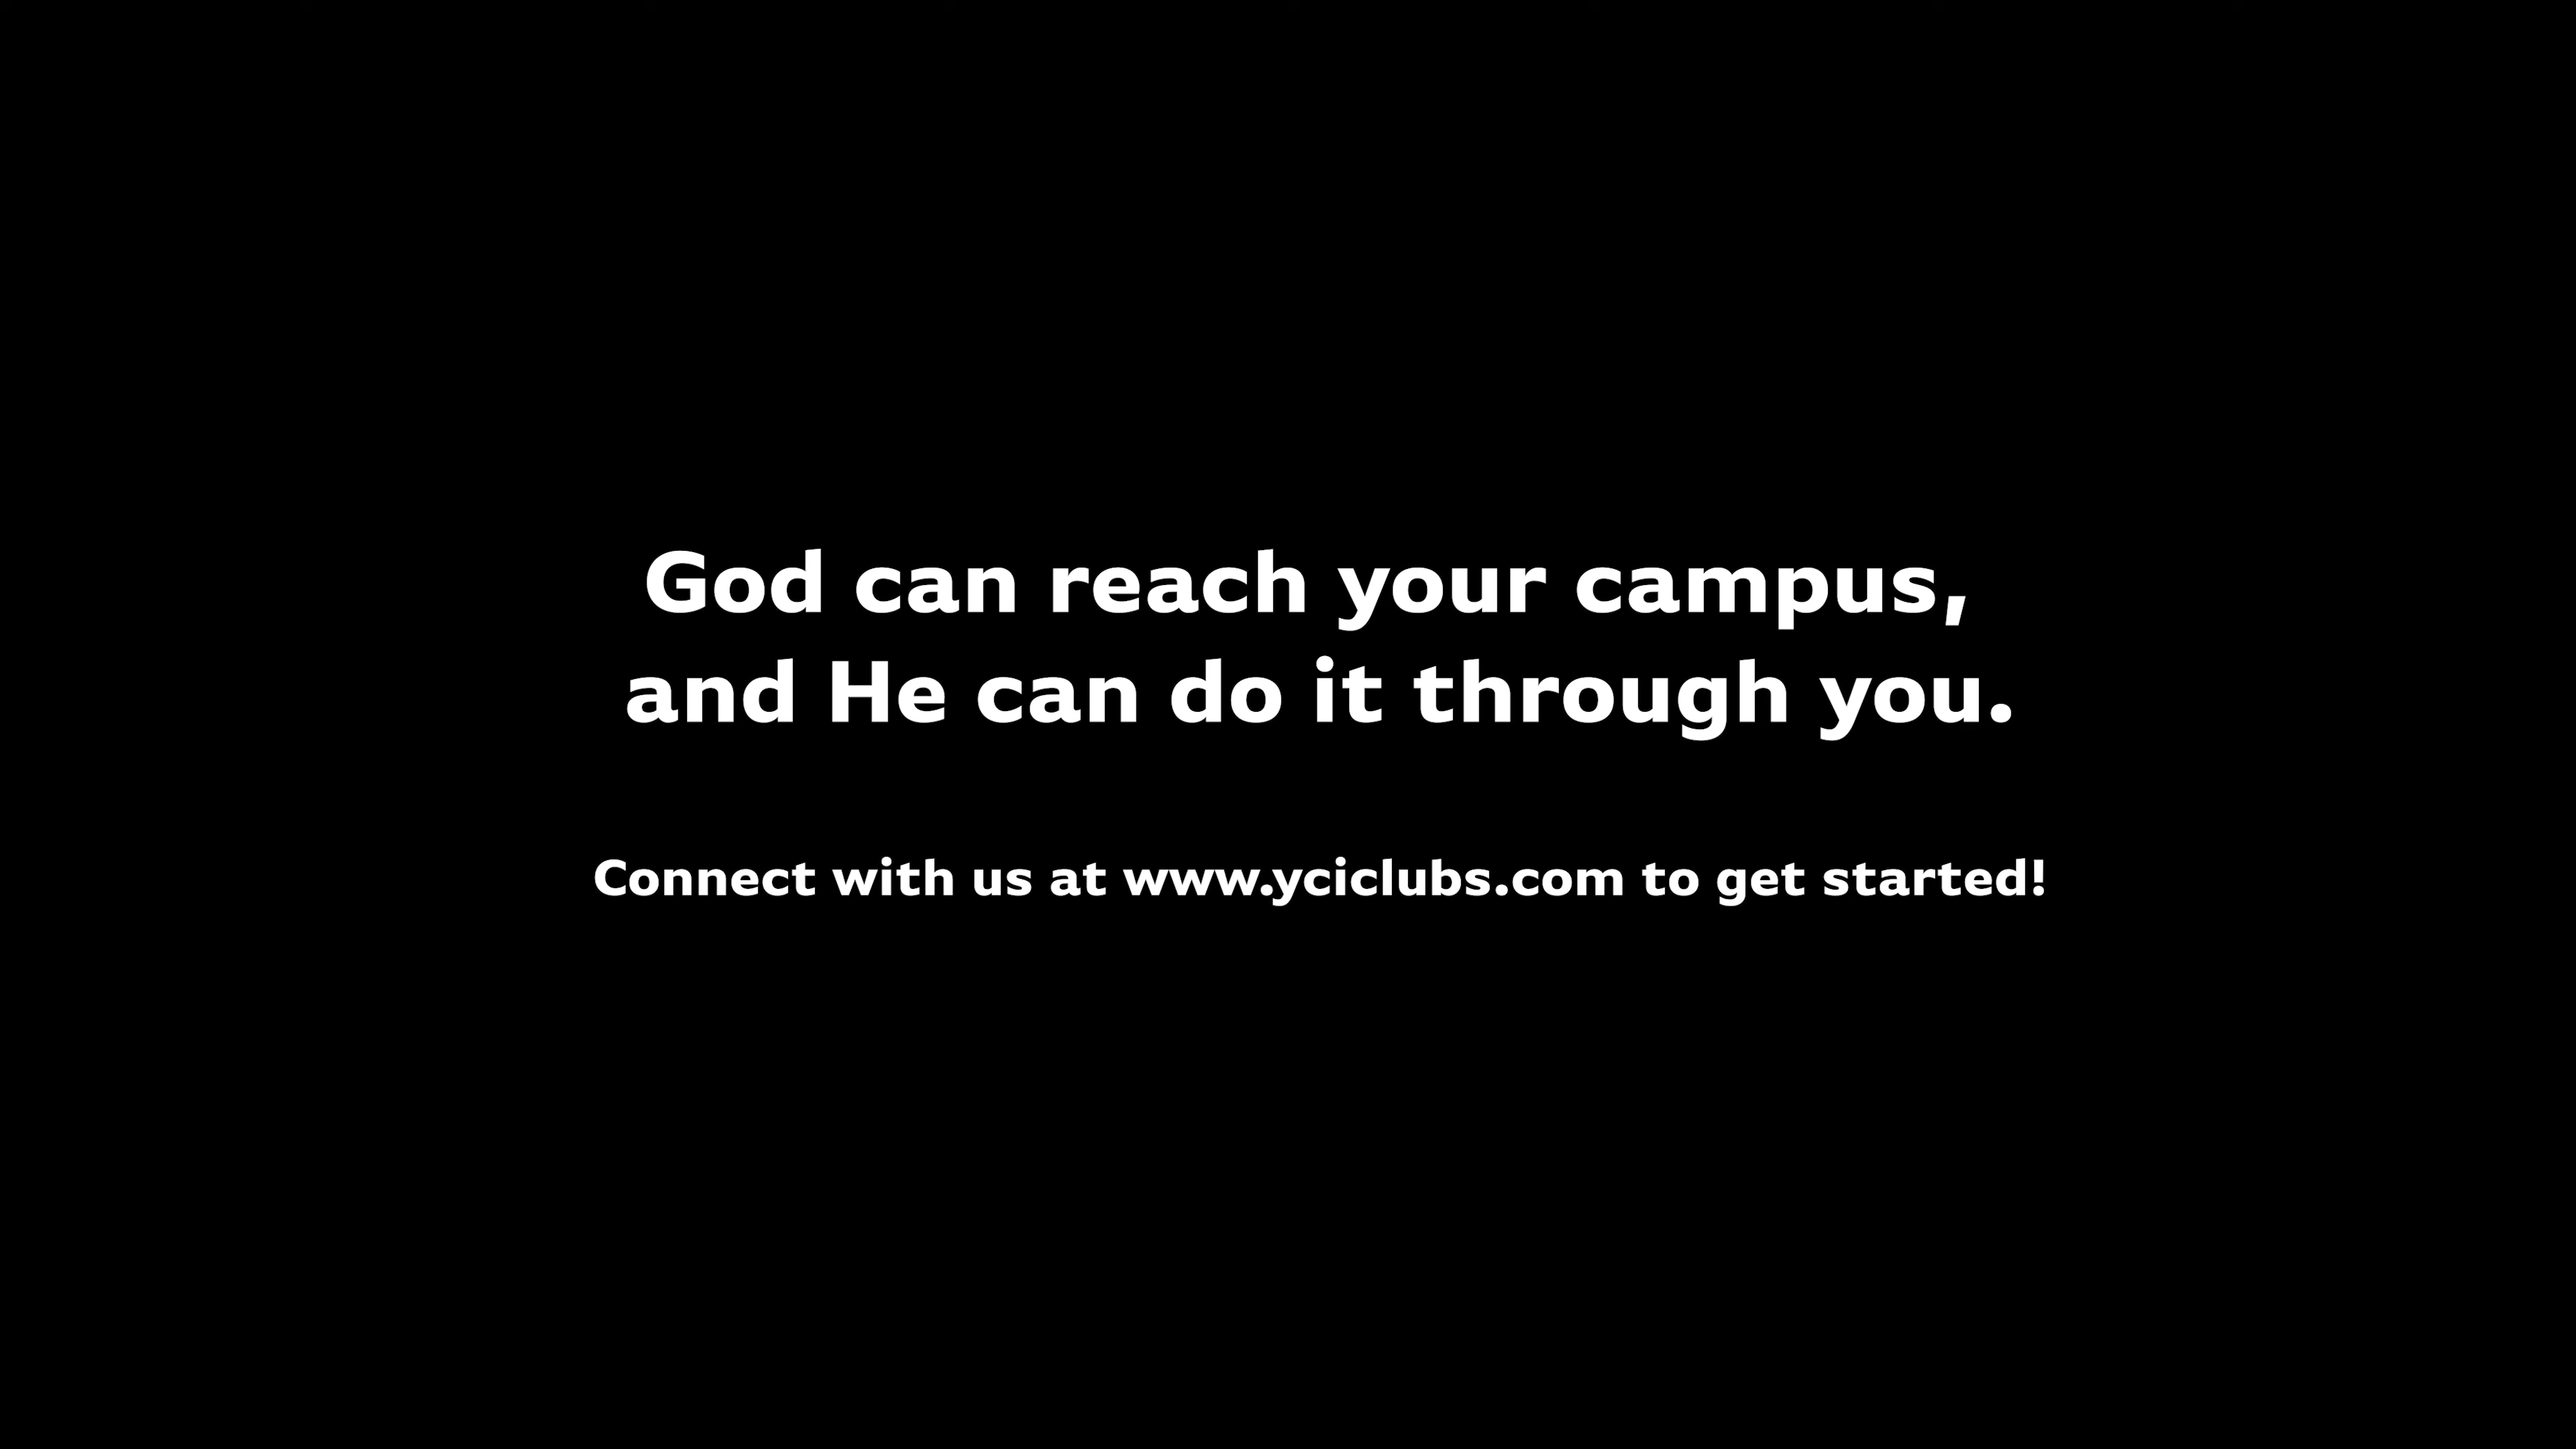 God can reach your campus,
and He can do it through you.
Connect with us at www.yciclubs.com to get started!